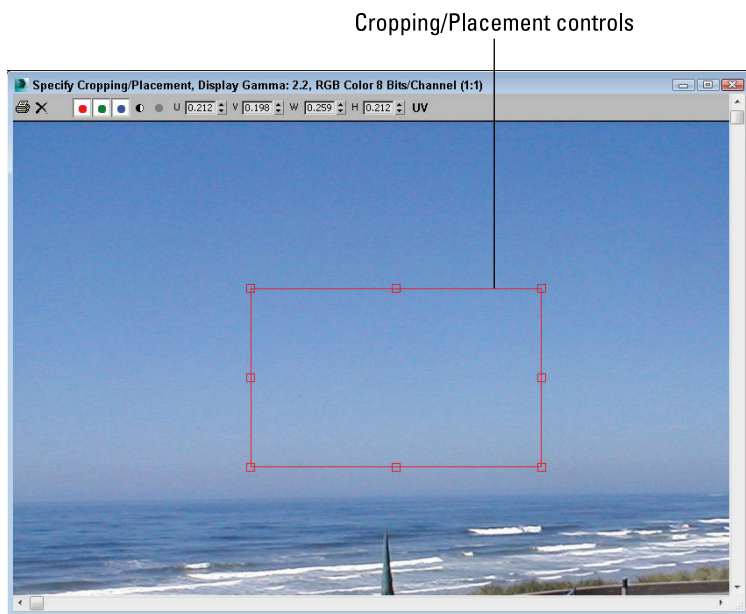 Cropping/Placement controls
Specify Cropping/Placement, Display Gamma: 2.2, RGB Color 8 Bits/Channel (1:1)
U 0.212 V 0.198 W 0.259 H 0.212 UV